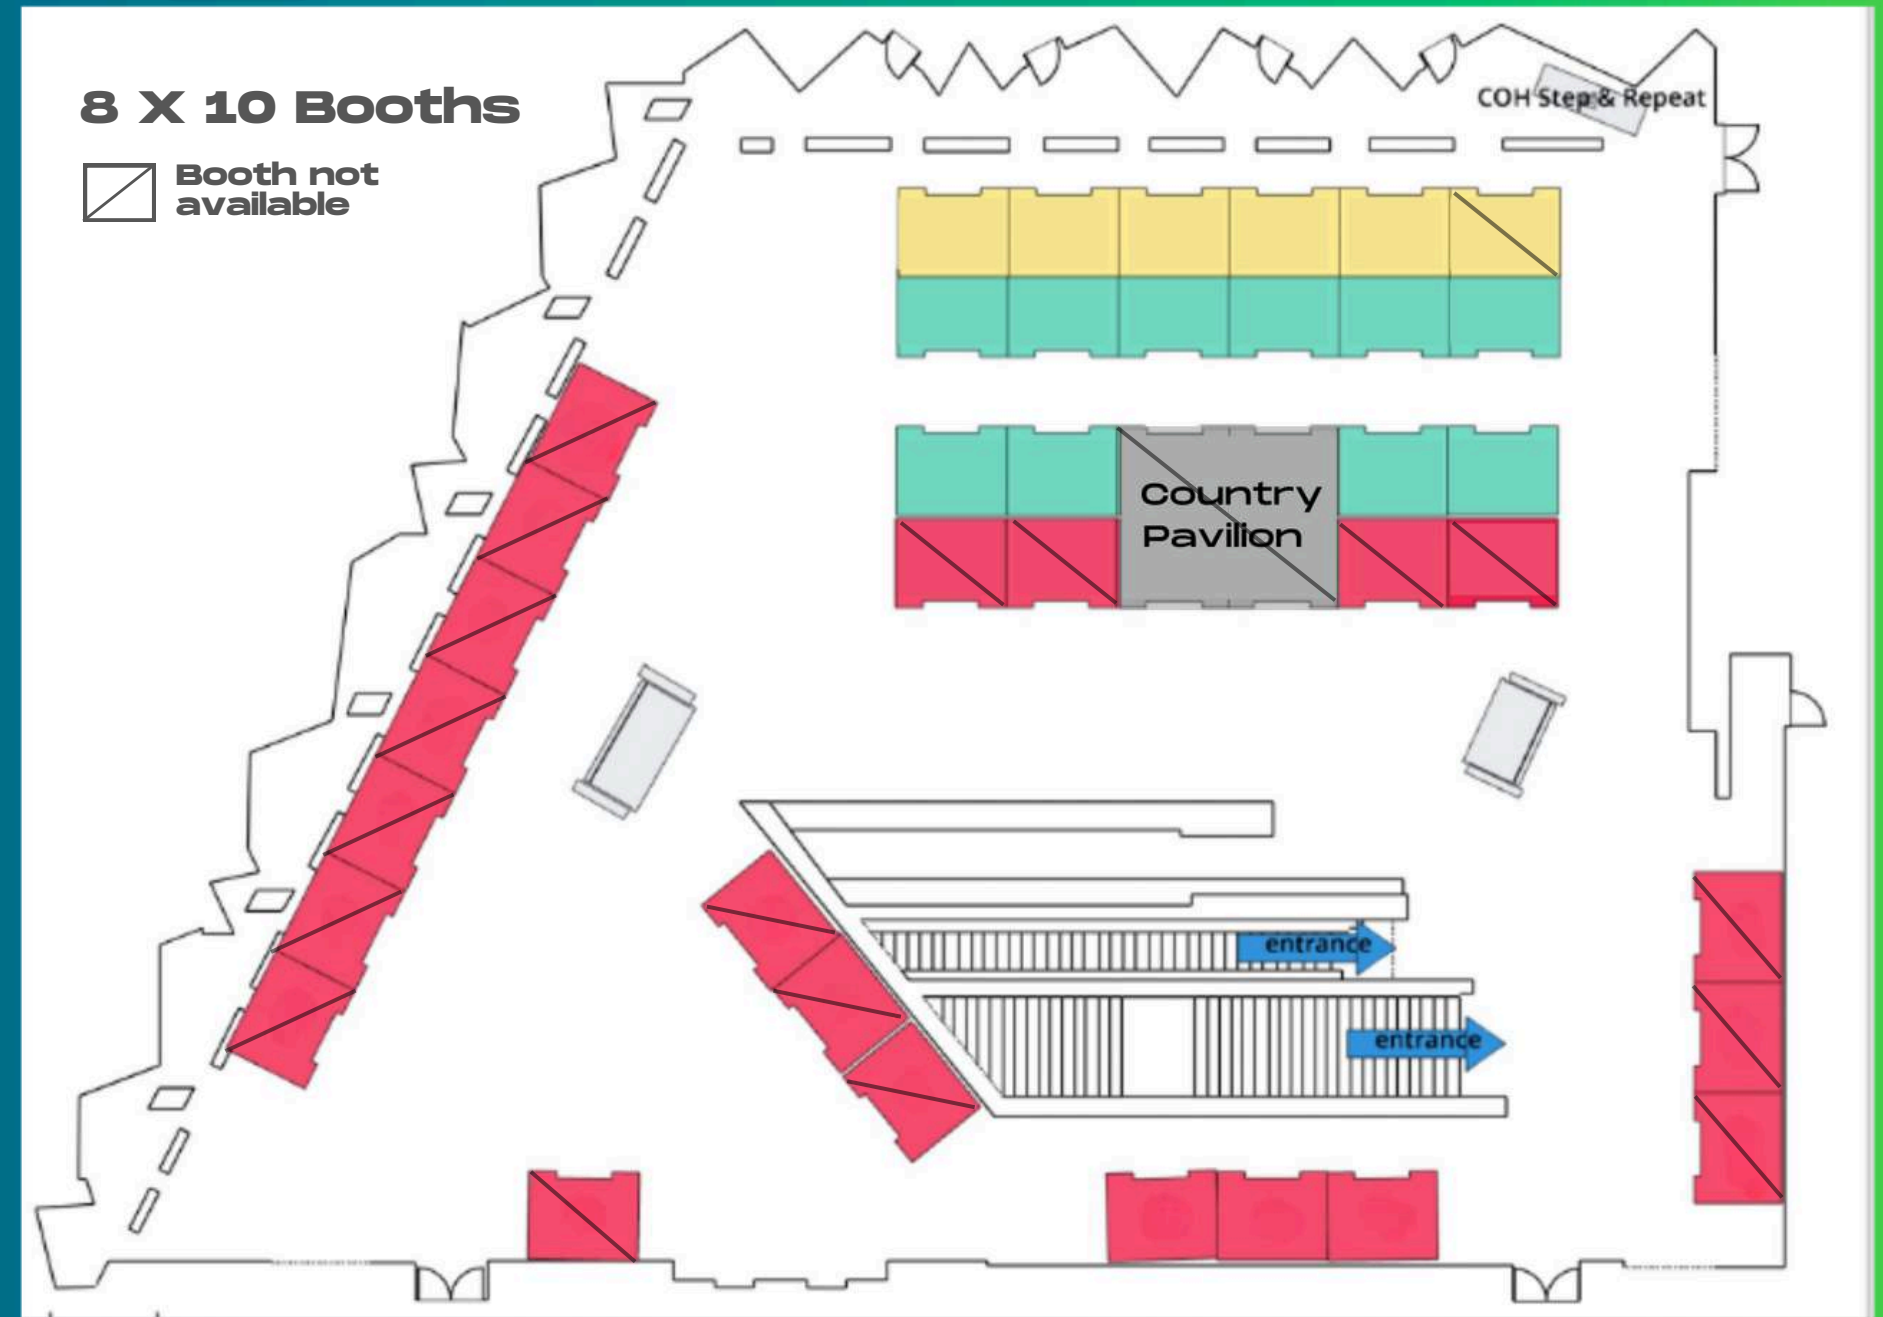 8 X 10 Booths
Booth not
available
COH Step & Repeat
Country
Pavilion
entrance
entrance